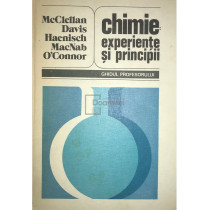 McClellan
Davis
Haenisch
MacNab
O'Connor
chimie
experiențe
și principii
GHIDUL PROFESORULUI